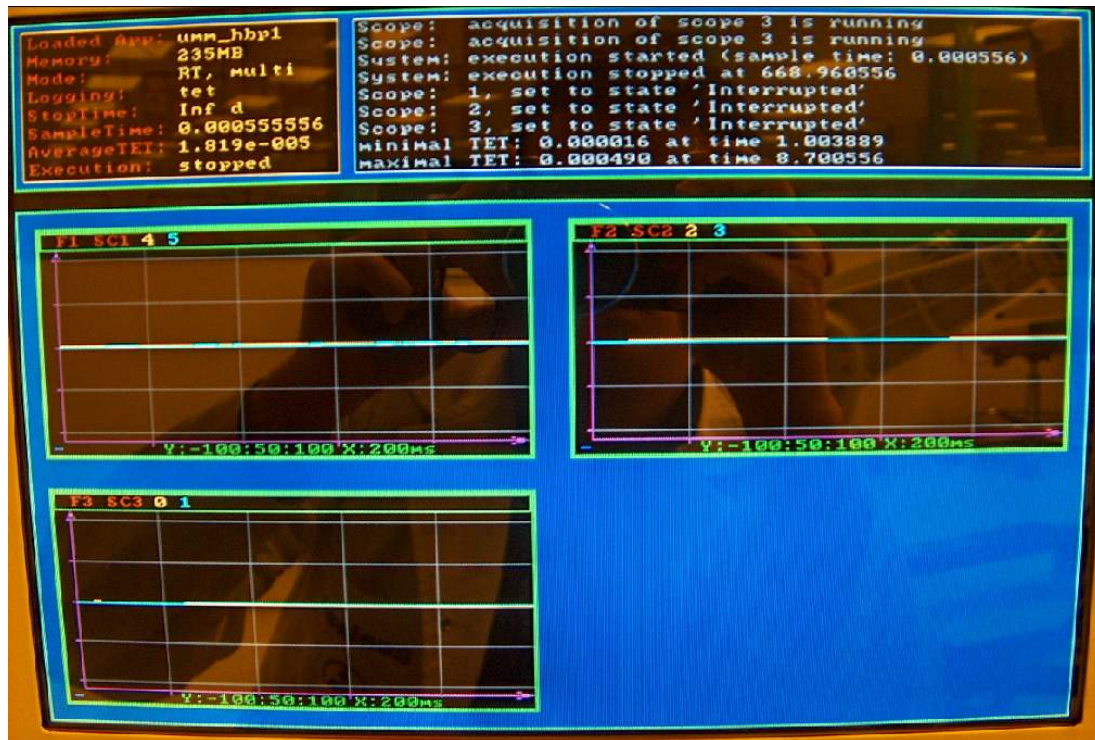 Loaded App: umm_hbp1
Memory: 235MB
Mode: RT, multi
Logging: tet
StopTime: Inf d
SampleTime: 0.000555556
AverageTET: 1.819e-005
Execution: stopped
Scope: acquisition of scope 3 is running
Scope: acquisition of scope 3 is running
System: execution started (sample time: 0.000556)
System: execution stopped at 668.960556
Scope: 1, set to state 'Interrupted'
Scope: 2, set to state 'Interrupted'
Scope: 3, set to state 'Interrupted'
minimal TET: 0.000016 at time 1.003889
maximal TET: 0.000490 at time 8.700556
F1 SC1 4 5
Y:-100:50:100 X:200ms
F2 SC2 2 3
Y:-100:50:100 X:200ms
F3 SC3 0 1
Y:-100:50:100 X:200ms